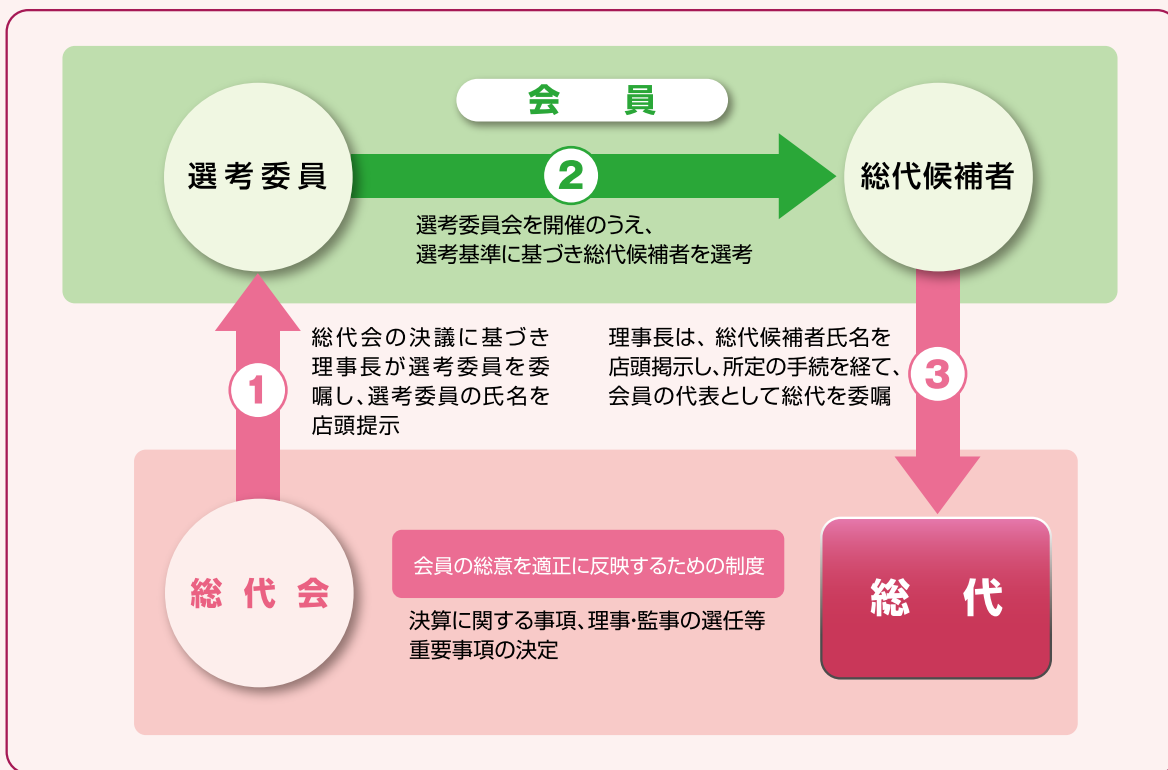 会員
選考委員
2
総代候補者
選考委員会を開催のうえ、
選考基準に基づき総代候補者を選考
1
総代会の決議に基づき
理事長が選考委員を委
嘱し、選考委員の氏名を
店頭提示
理事長は、総代候補者氏名を
店頭掲示し、所定の手続を経て、
会員の代表として総代を委嘱
3
総代会
会員の総意を適正に反映するための制度
決算に関する事項、理事・監事の選任等
重要事項の決定
総代